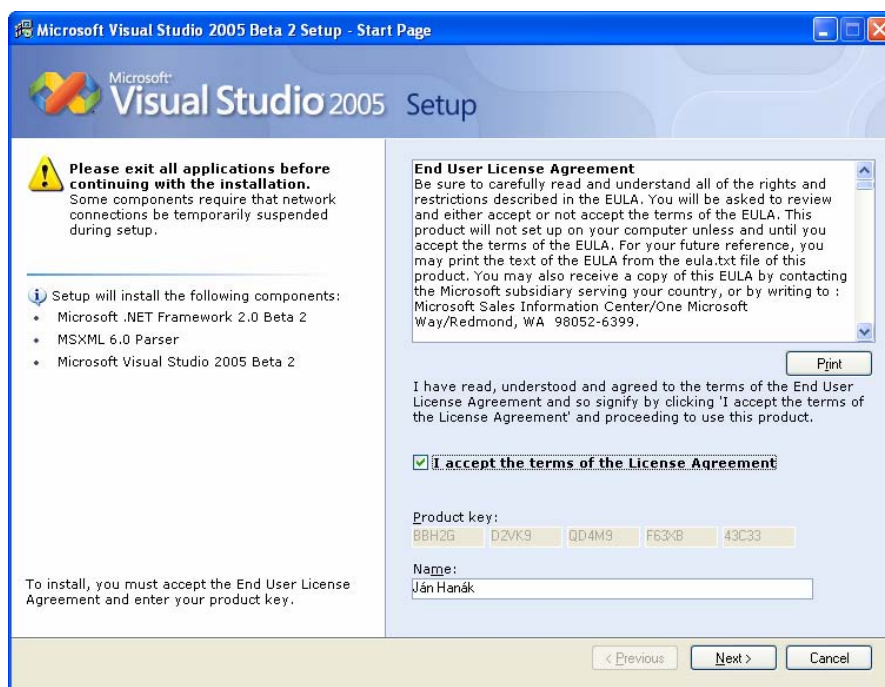 Microsoft Visual Studio 2005 Beta 2 Setup - Start Page
Microsoft
Visual Studio 2005 Setup
Please exit all applications before
continuing with the installation.
Some components require that network
connections be temporarily suspended
during setup.
Setup will install the following components:
Microsoft .NET Framework 2.0 Beta 2
MSXML 6.0 Parser
Microsoft Visual Studio 2005 Beta 2
To install, you must accept the End User License
Agreement and enter your product key.
End User License Agreement
Be sure to carefully read and understand all of the rights and
restrictions described in the EULA. You will be asked to review
and either accept or not accept the terms of the EULA. This
product will not set up on your computer unless and until you
accept the terms of the EULA. For your future reference, you
may print the text of the EULA from the eula.txt file of this
product. You may also receive a copy of this EULA by contacting
the Microsoft subsidiary serving your country, or by writing to :
Microsoft Sales Information Center/One Microsoft
Way/Redmond, WA  98052-6399.
Print
I have read, understood and agreed to the terms of the End User
License Agreement and so signify by clicking 'I accept the terms of
the License Agreement' and proceeding to use this product.
I accept the terms of the License Agreement
Product key:
BBH2G D2VK9 QD4M9 F63XB 43C33
Name:
Ján Hanák
< Previous Next > Cancel